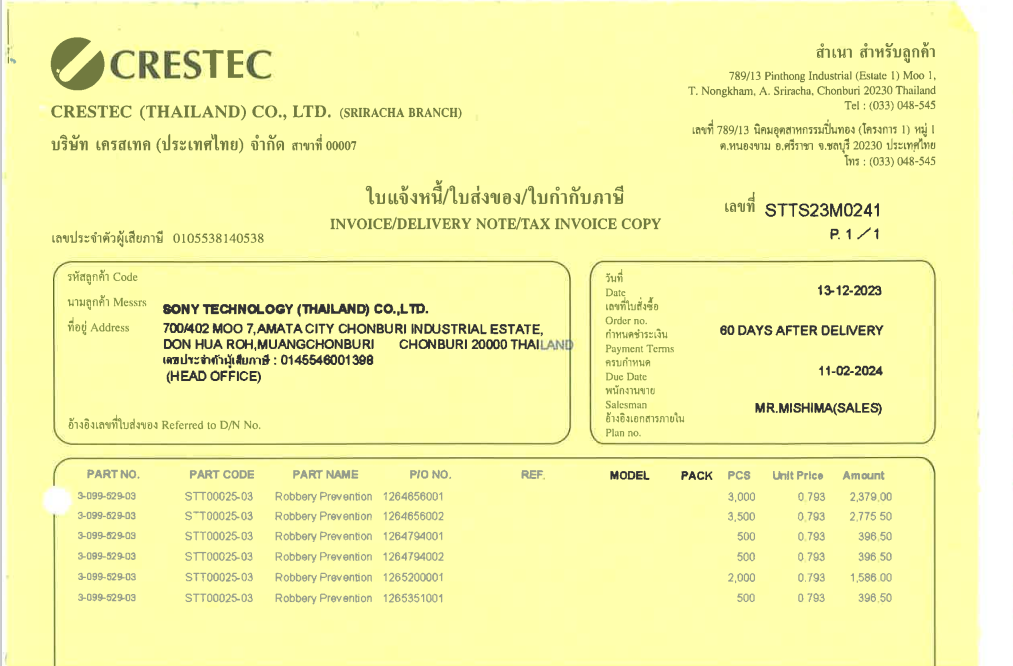 CRESTEC
สำเนา สำหรับลูกค้า
789/13 Pinthong Industrial (Estate 1) Moo 1,
T. Nongkham, A. Sriracha, Chonburi 20230 Thailand
Tel : (033) 048-545
CRESTEC (THAILAND) CO., LTD. (SRIRACHA BRANCH)
เลขที่ 789/13 นิคมอุตสาหกรรมปิ่นทอง (โครงการ 1) หมู่ 1
บริษัท เครสเทค (ประเทศไทย) จำกัด สาขาที่ 00007
ต.หนองขาม อ.ศรีราชา จ.ชลบุรี 20230 ประเทศไทย
โทร : (033) 048-545
ใบแจ้งหนี้/ใบส่งของ/ใบกำกับภาษี
เลขที่ STTS23M0241
INVOICE/DELIVERY NOTE/TAX INVOICE COPY
P. 1 / 1
เลขประจำตัวผู้เสียภาษี 0105538140538
รหัสลูกค้า Code
นามลูกค้า Messrs SONY TECHNOLOGY (THAILAND) CO.,LTD.
ที่อยู่ Address 700/402 MOO 7,AMATA CITY CHONBURI INDUSTRIAL ESTATE,
DON HUA ROH,MUANGCHONBURI CHONBURI 20000 THAILAND
เลขประจำตัวผู้เสียภาษี : 0145546001398
(HEAD OFFICE)
อ้างอิงเลขที่ใบส่งของ Referred to D/N No.
วันที่
Date 13-12-2023
เลขที่ใบสั่งซื้อ
Order no.
กำหนดชำระเงิน 60 DAYS AFTER DELIVERY
Payment Terms
ครบกำหนด
Due Date 11-02-2024
พนักงานขาย
Salesman MR.MISHIMA(SALES)
อ้างอิงเอกสารภายใน
Plan no.
PART NO. PART CODE PART NAME P/O NO. REF. MODEL PACK PCS Unit Price Amount
3-099-529-03 STT00025-03 Robbery Prevention 1264656001 3,000 0.793 2,379.00
3-099-529-03 STT00025-03 Robbery Prevention 1264656002 3,500 0.793 2,775.50
3-099-529-03 STT00025-03 Robbery Prevention 1264794001 500 0.793 396.50
3-099-529-03 STT00025-03 Robbery Prevention 1264794002 500 0.793 396.50
3-099-529-03 STT00025-03 Robbery Prevention 1265200001 2,000 0.793 1,586.00
3-099-529-03 STT00025-03 Robbery Prevention 1265351001 500 0.793 396.50